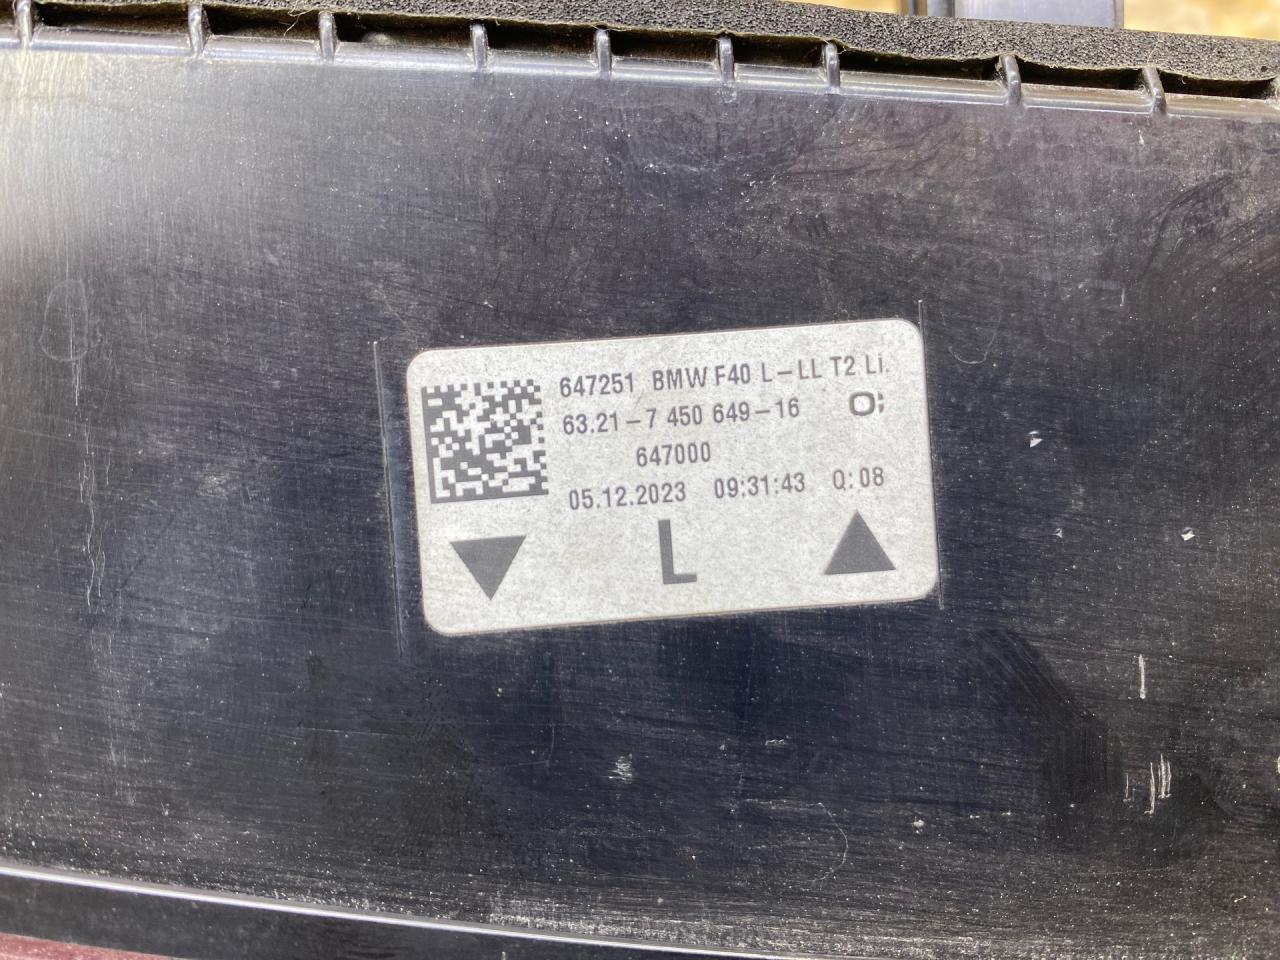 647251 BMW F40 L-LL T2 Li.
63.21-7 450 649-16 O;
647000
05.12.2023 09:31:43 Q:08
L